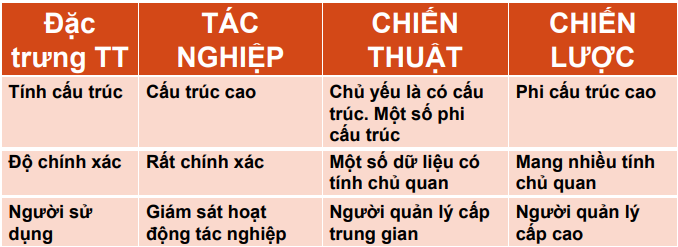 Đặc trưng TT
TÁC NGHIỆP
CHIẾN THUẬT
CHIẾN LƯỢC
Tính cấu trúc
Cấu trúc cao
Chủ yếu là có cấu
trúc. Một số phi
cấu trúc
Phi cấu trúc cao
Độ chính xác
Rất chính xác
Một số dữ liệu có
tính chủ quan
Mang nhiều tính
chủ quan
Người sử
dụng
Giám sát hoạt
động tác nghiệp
Người quản lý cấp
trung gian
Người quản lý
cấp cao